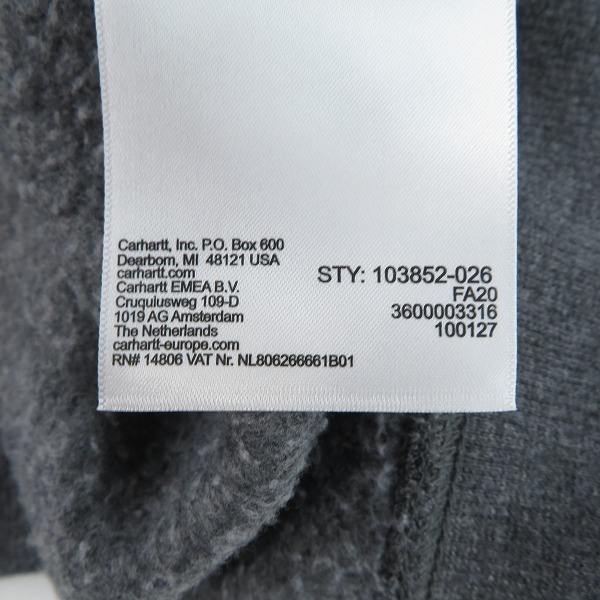 Carhartt, Inc. P.O. Box 600
Dearborn, MI 48121 USA
carhartt.com
Carhartt EMEA B.V.
Cruquiusweg 109-D
1019 AG Amsterdam
The Netherlands
carhartt-europe.com
RN# 14806 VAT Nr. NL806266661B01
STY: 103852-026
FA20
3600003316
100127